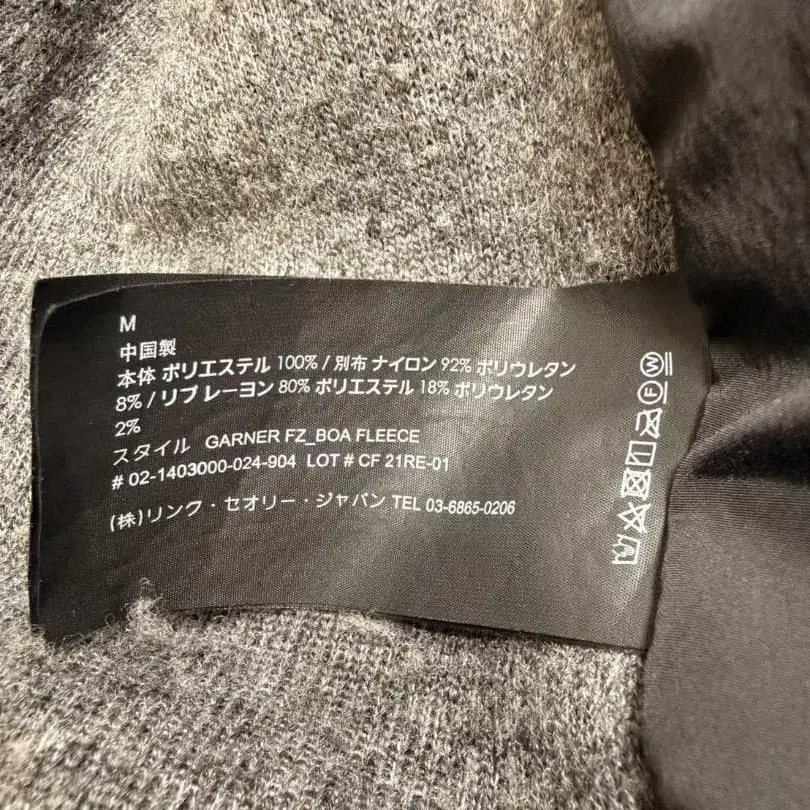 M
中国製
本体 ポリエステル 100% / 別布 ナイロン 92% ポリウレタン
8% / リブ レーヨン 80% ポリエステル 18% ポリウレタン
2%
スタイル GARNER FZ_BOA FLEECE
# 02-1403000-024-904 LOT # CF 21RE-01
(株)リンク・セオリー・ジャパン TEL 03-6865-0206
W
F